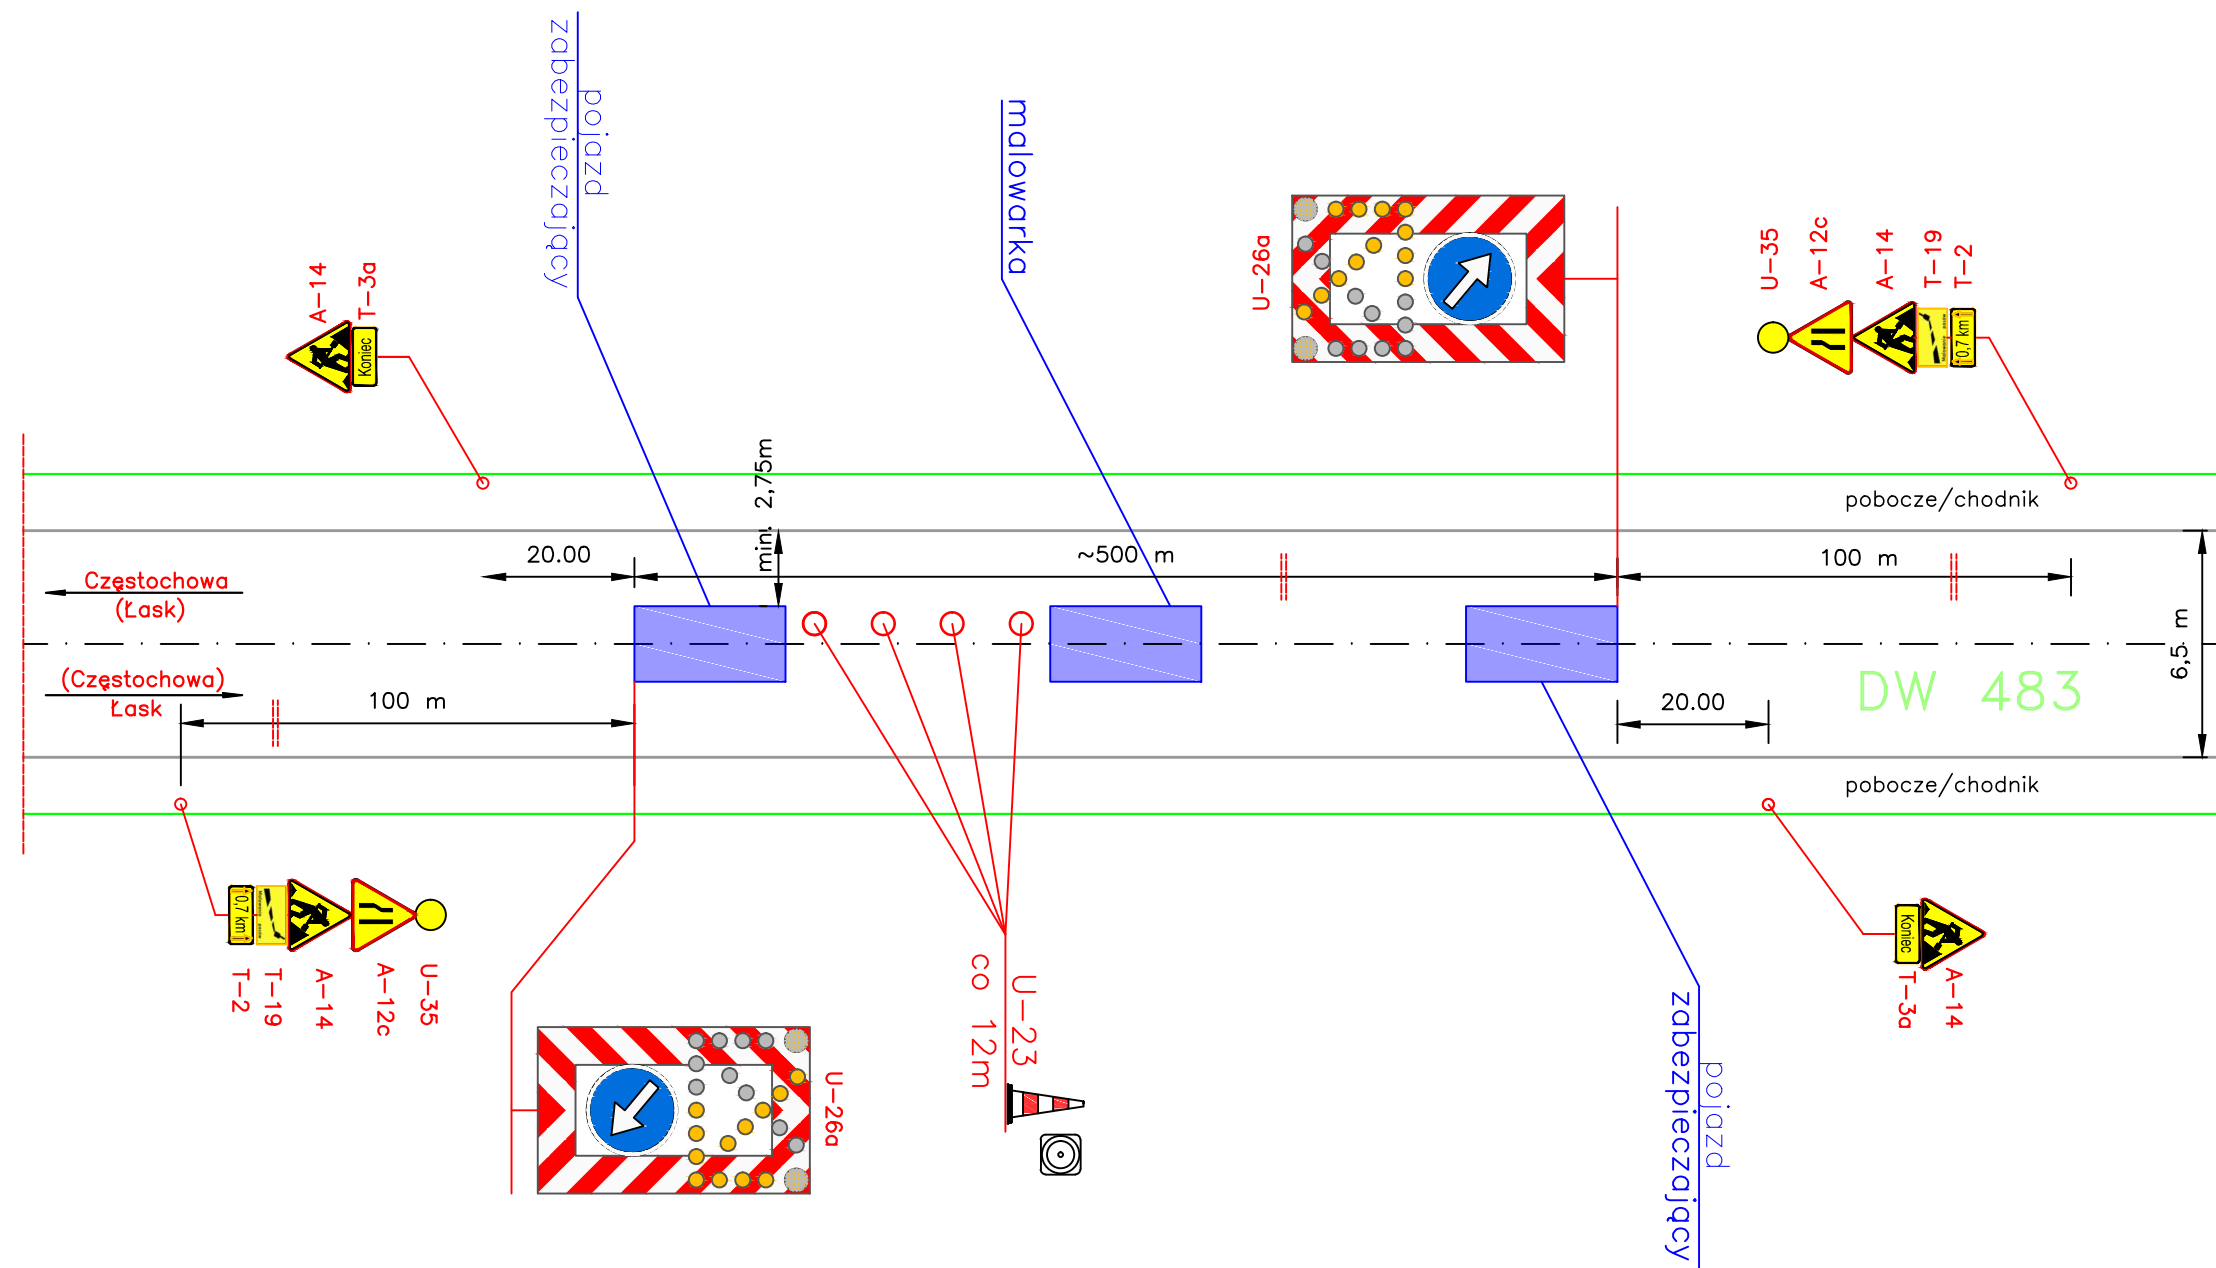 pojazd
zabezpieczający
malowarka
U-26a
U-35
A-12c
A-14
T-19
T-2
0,7 km
A-14
T-3a
Koniec
min. 2,75m
pobocze/chodnik
20.00
~500 m
100 m
Częstochowa
(Łask)
(Częstochowa)
Łask
100 m
20.00
DW 483
6,5 m
pobocze/chodnik
0,7 km
T-2
T-19
A-14
A-12c
U-35
U-26a
U-23
co 12m
Koniec
T-3a
A-14
pojazd
zabezpieczający